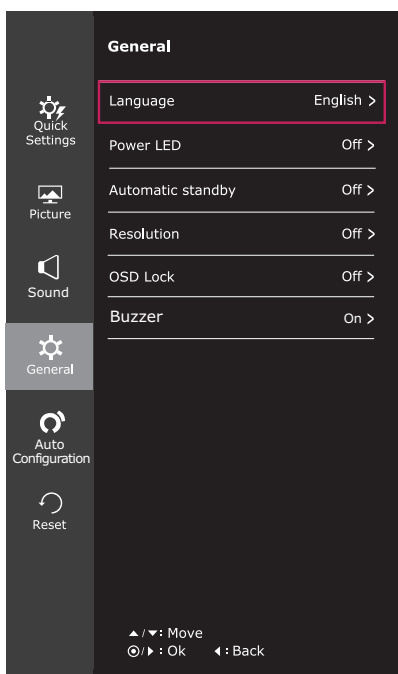 General
Language English >
Power LED Off >
Automatic standby Off >
Resolution Off >
OSD Lock Off >
Buzzer On >
Quick
Settings
Picture
Sound
General
Auto
Configuration
Reset
▲/▼: Move
◉/▶ : Ok ◀ : Back